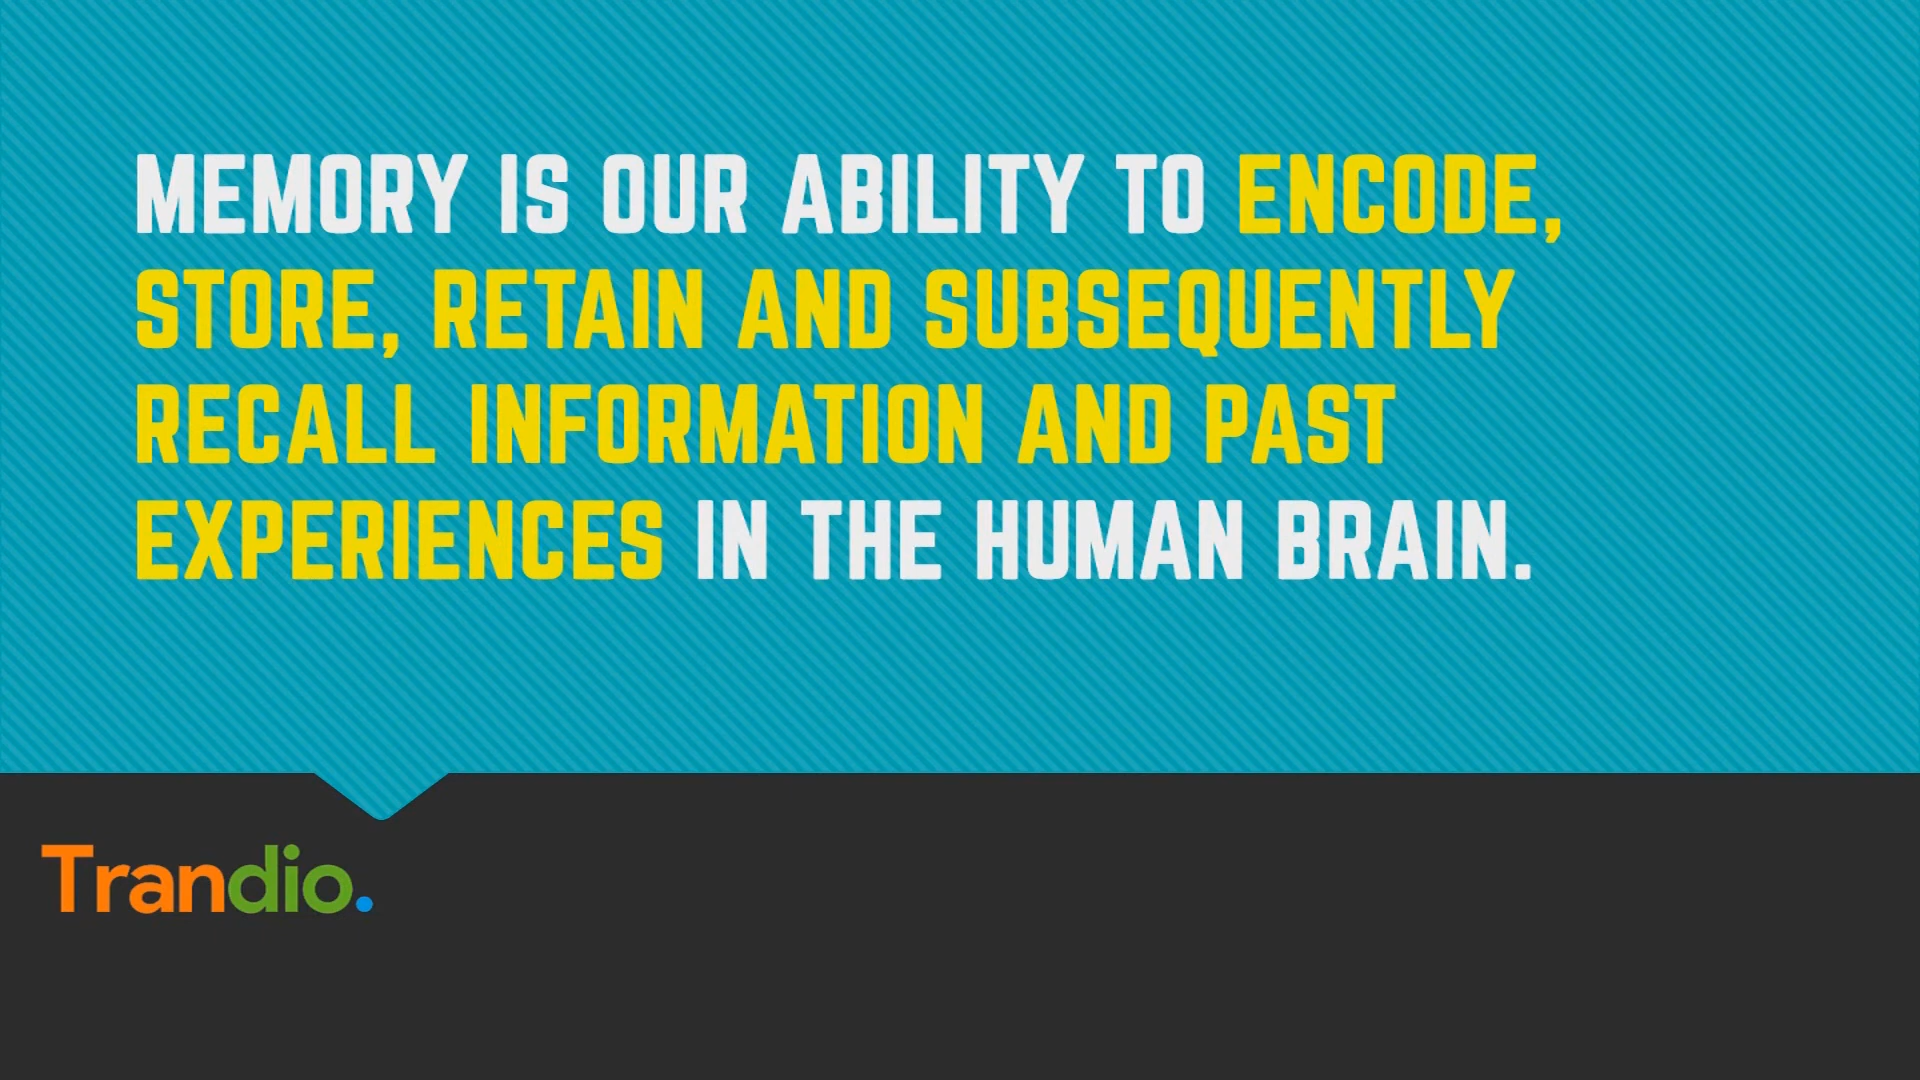 MEMORY IS OUR ABILITY TO ENCODE,
STORE, RETAIN AND SUBSEQUENTLY
RECALL INFORMATION AND PAST
EXPERIENCES IN THE HUMAN BRAIN.
Trandio.